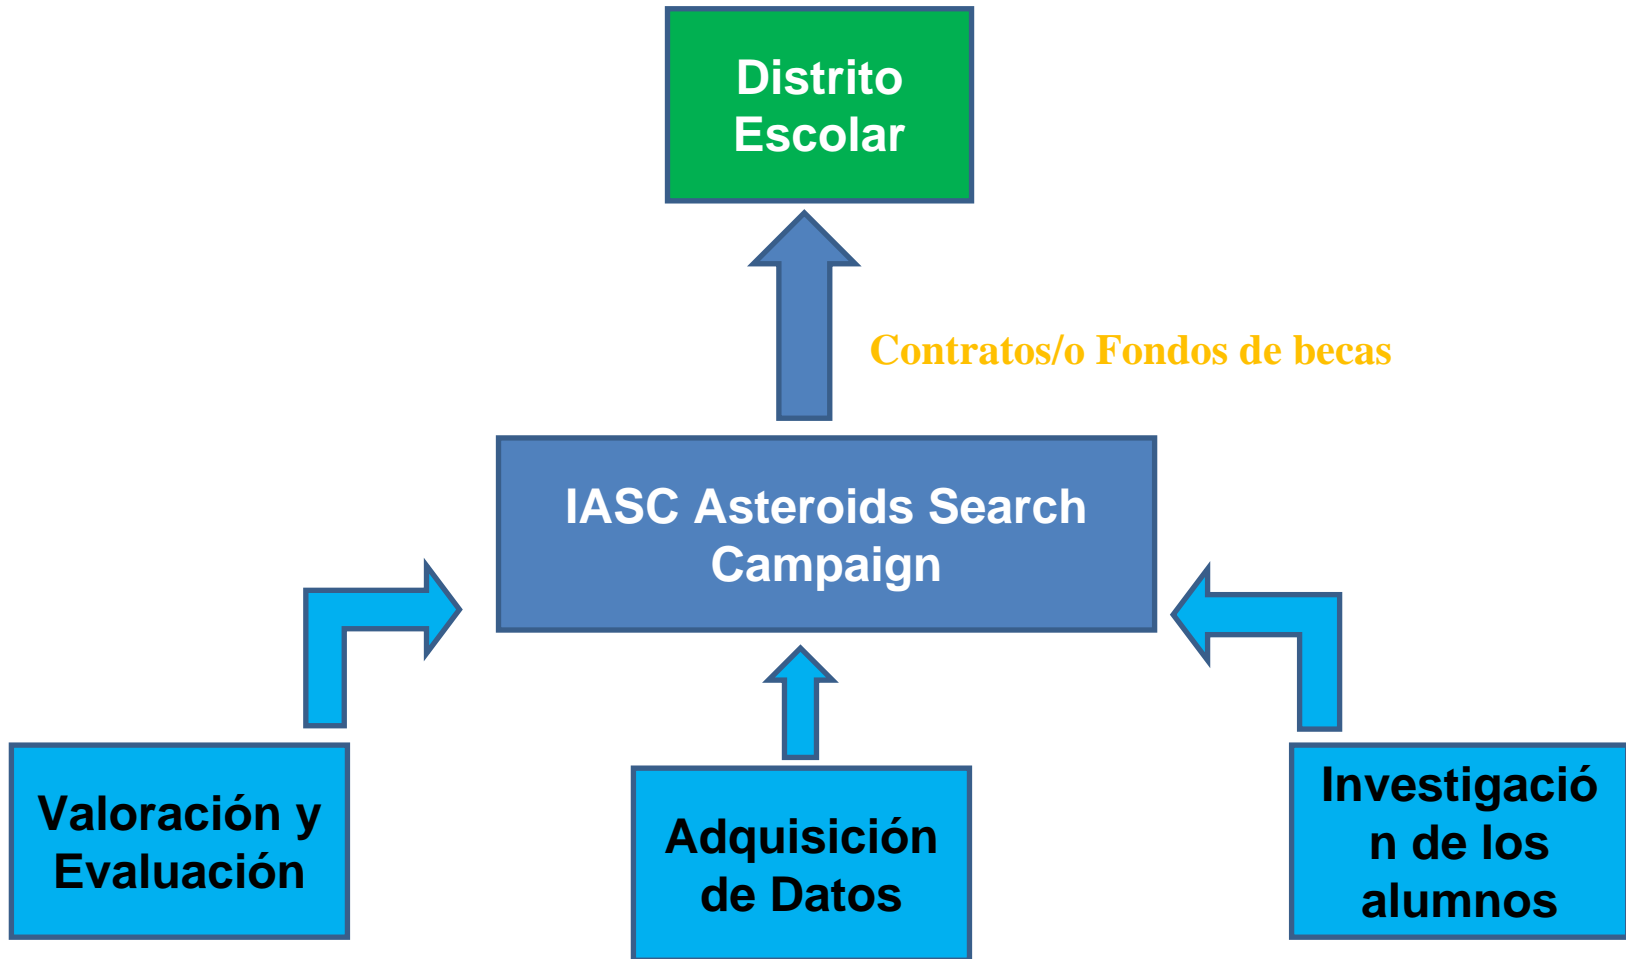 Distrito
Escolar
Contratos/o Fondos de becas
IASC Asteroids Search
Campaign
Valoración y
Evaluación
Adquisición
de Datos
Investigació
n de los
alumnos